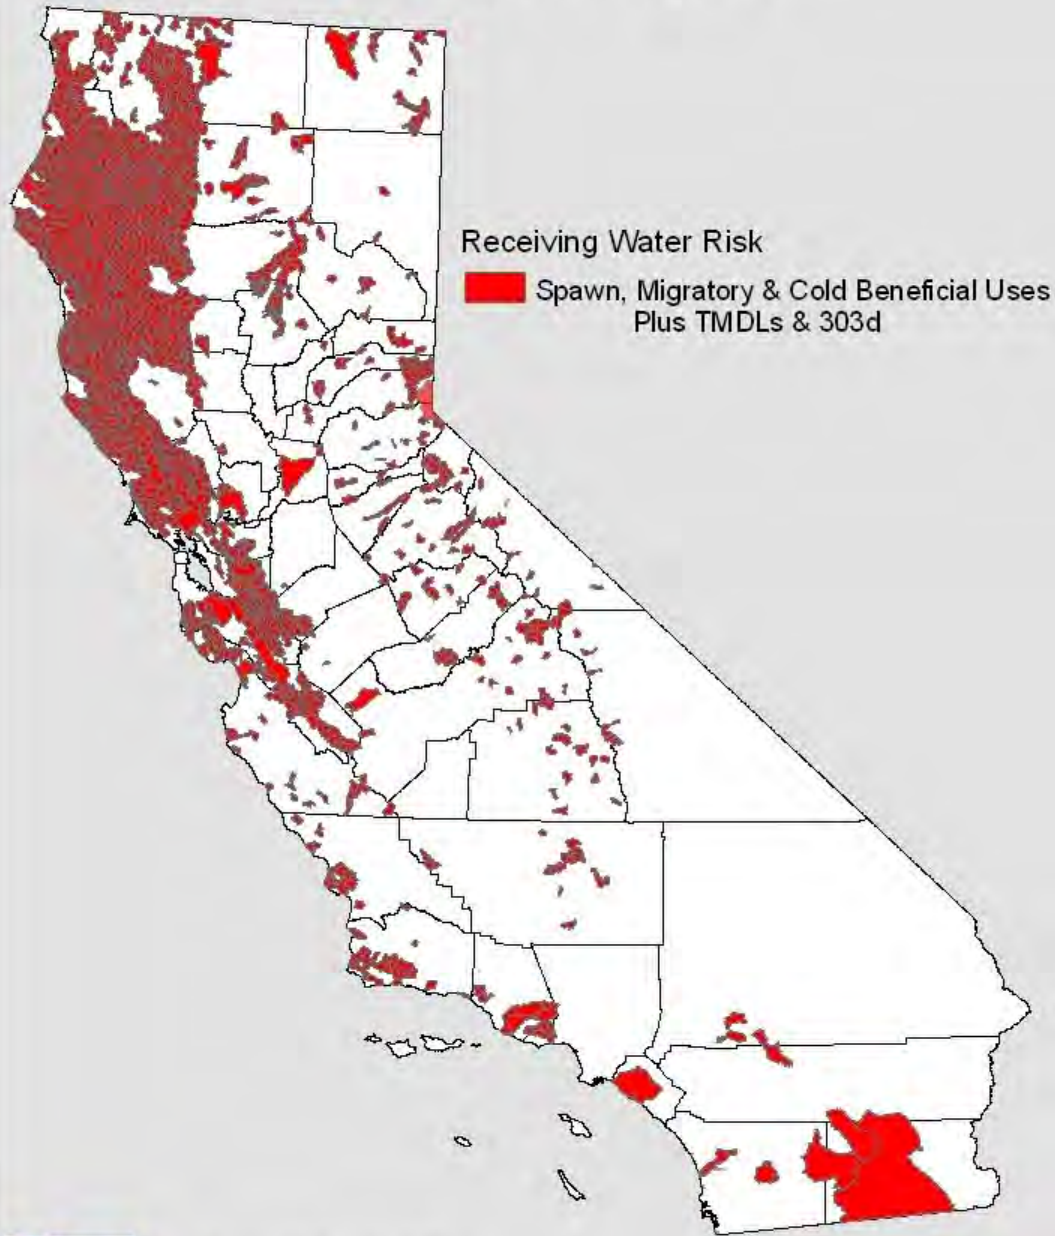 Receiving Water Risk
Spawn, Migratory & Cold Beneficial Uses
Plus TMDLs & 303d